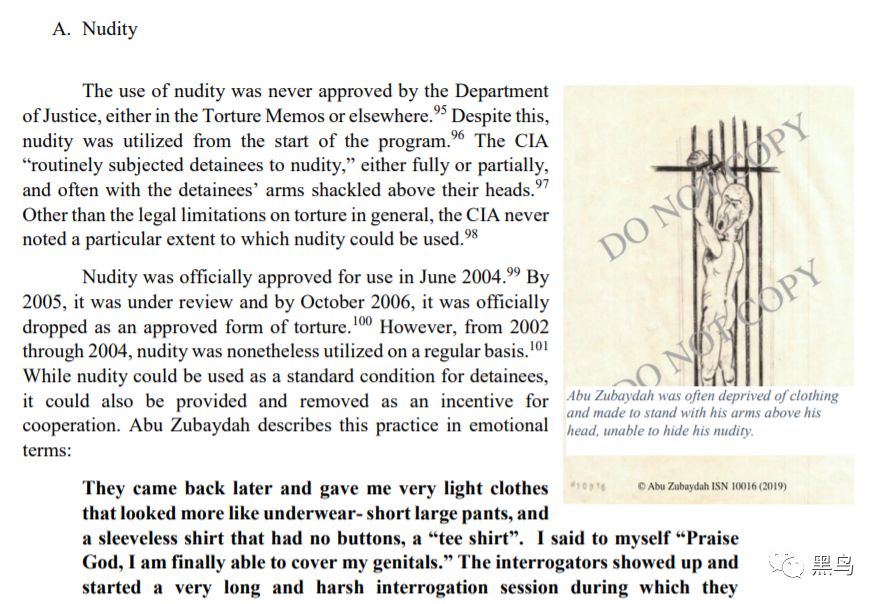 A. Nudity
The use of nudity was never approved by the Department
of Justice, either in the Torture Memos or elsewhere.95 Despite this,
nudity was utilized from the start of the program.96 The CIA
“routinely subjected detainees to nudity,” either fully or partially,
and often with the detainees’ arms shackled above their heads.97
Other than the legal limitations on torture in general, the CIA never
noted a particular extent to which nudity could be used.98
Nudity was officially approved for use in June 2004.99 By
2005, it was under review and by October 2006, it was officially
dropped as an approved form of torture.100 However, from 2002
through 2004, nudity was nonetheless utilized on a regular basis.101
While nudity could be used as a standard condition for detainees,
it could also be provided and removed as an incentive for
cooperation. Abu Zubaydah describes this practice in emotional
terms:
They came back later and gave me very light clothes
that looked more like underwear- short large pants, and
a sleeveless shirt that had no buttons, a “tee shirt”. I said to myself “Praise
God, I am finally able to cover my genitals.” The interrogators showed up and
started a very long and harsh interrogation session during which they
DO NOT COPY
DO NOT COPY
Abu Zubaydah was often deprived of clothing
and made to stand with his arms above his
head, unable to hide his nudity.
#10016
© Abu Zubaydah ISN 10016 (2019)
黑鸟